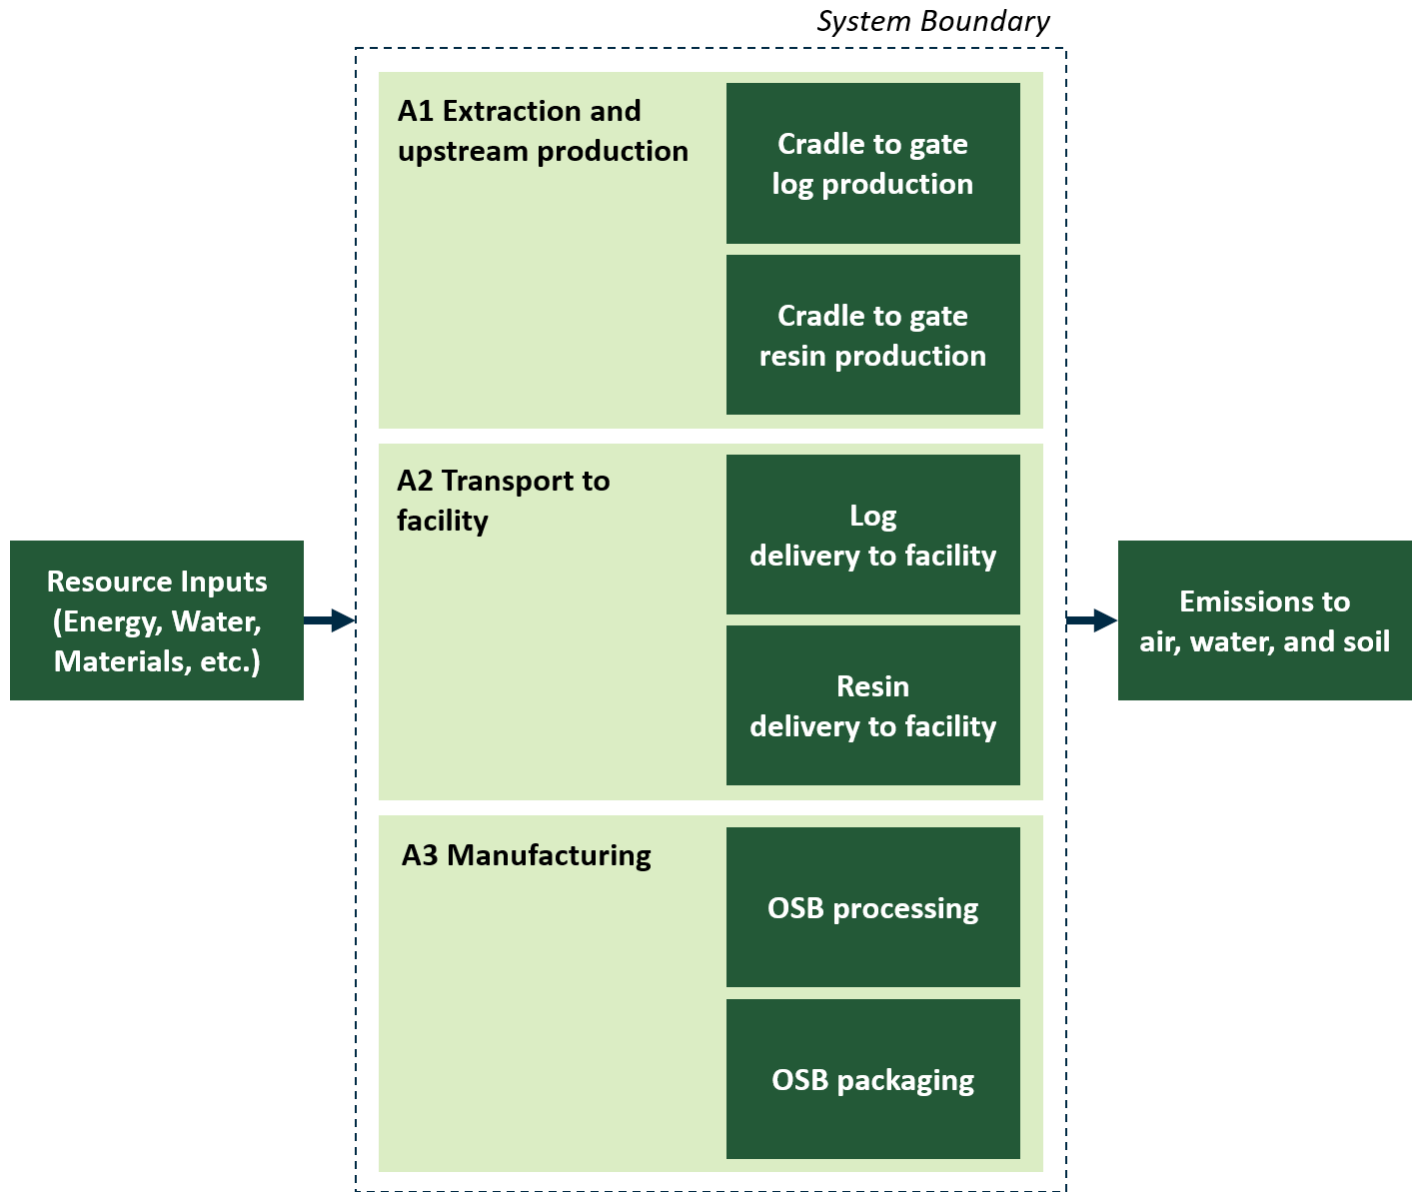 System Boundary
A1 Extraction and
upstream production
Cradle to gate
log production
Cradle to gate
resin production
A2 Transport to
facility
Log
delivery to facility
Resin
delivery to facility
Resource Inputs
(Energy, Water,
Materials, etc.)
Emissions to
air, water, and soil
A3 Manufacturing
OSB processing
OSB packaging